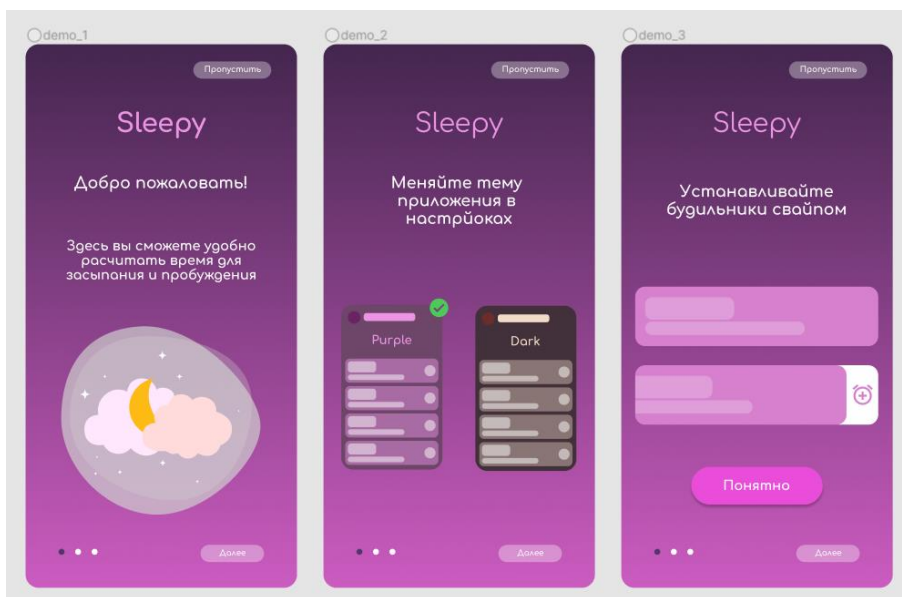 demo_1
Пропустить
Sleepy
Добро пожаловать!
Здесь вы сможете удобно
расчитать время для
засыпания и пробуждения
Далее
demo_2
Пропустить
Sleepy
Меняйте тему
приложения в
настрйоках
Purple
Dark
Далее
demo_3
Пропустить
Sleepy
Устанавливайте
будильники свайпом
Понятно
Далее